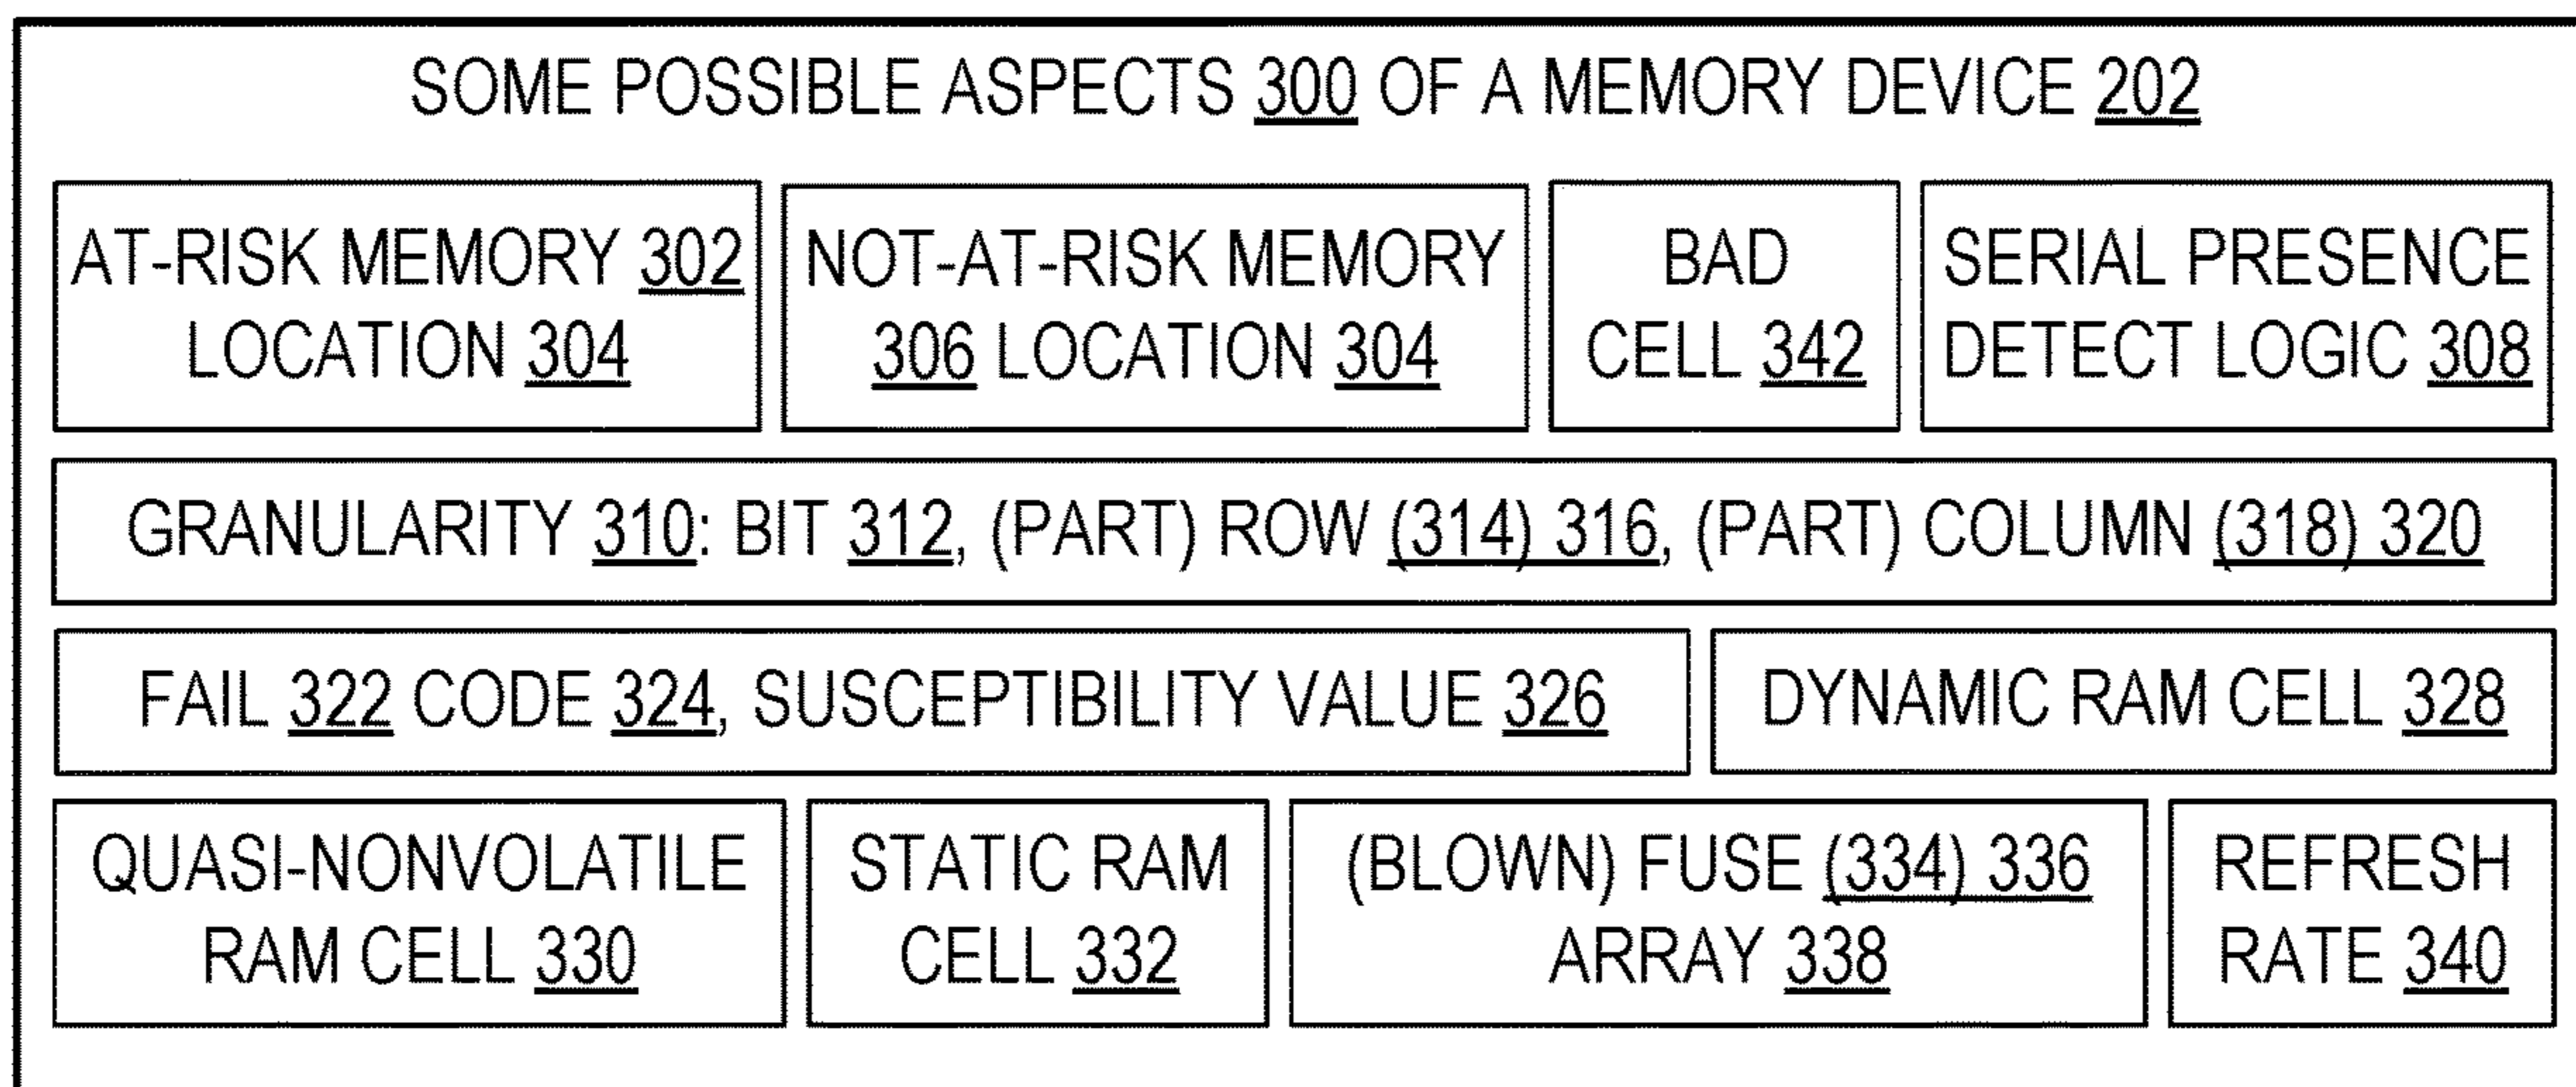 SOME POSSIBLE ASPECTS 300 OF A MEMORY DEVICE 202
AT-RISK MEMORY 302
LOCATION 304
NOT-AT-RISK MEMORY
306 LOCATION 304
BAD
CELL 342
SERIAL PRESENCE
DETECT LOGIC 308
GRANULARITY 310: BIT 312, (PART) ROW (314) 316, (PART) COLUMN (318) 320
FAIL 322 CODE 324, SUSCEPTIBILITY VALUE 326
DYNAMIC RAM CELL 328
QUASI-NONVOLATILE
RAM CELL 330
STATIC RAM
CELL 332
(BLOWN) FUSE (334) 336
ARRAY 338
REFRESH
RATE 340